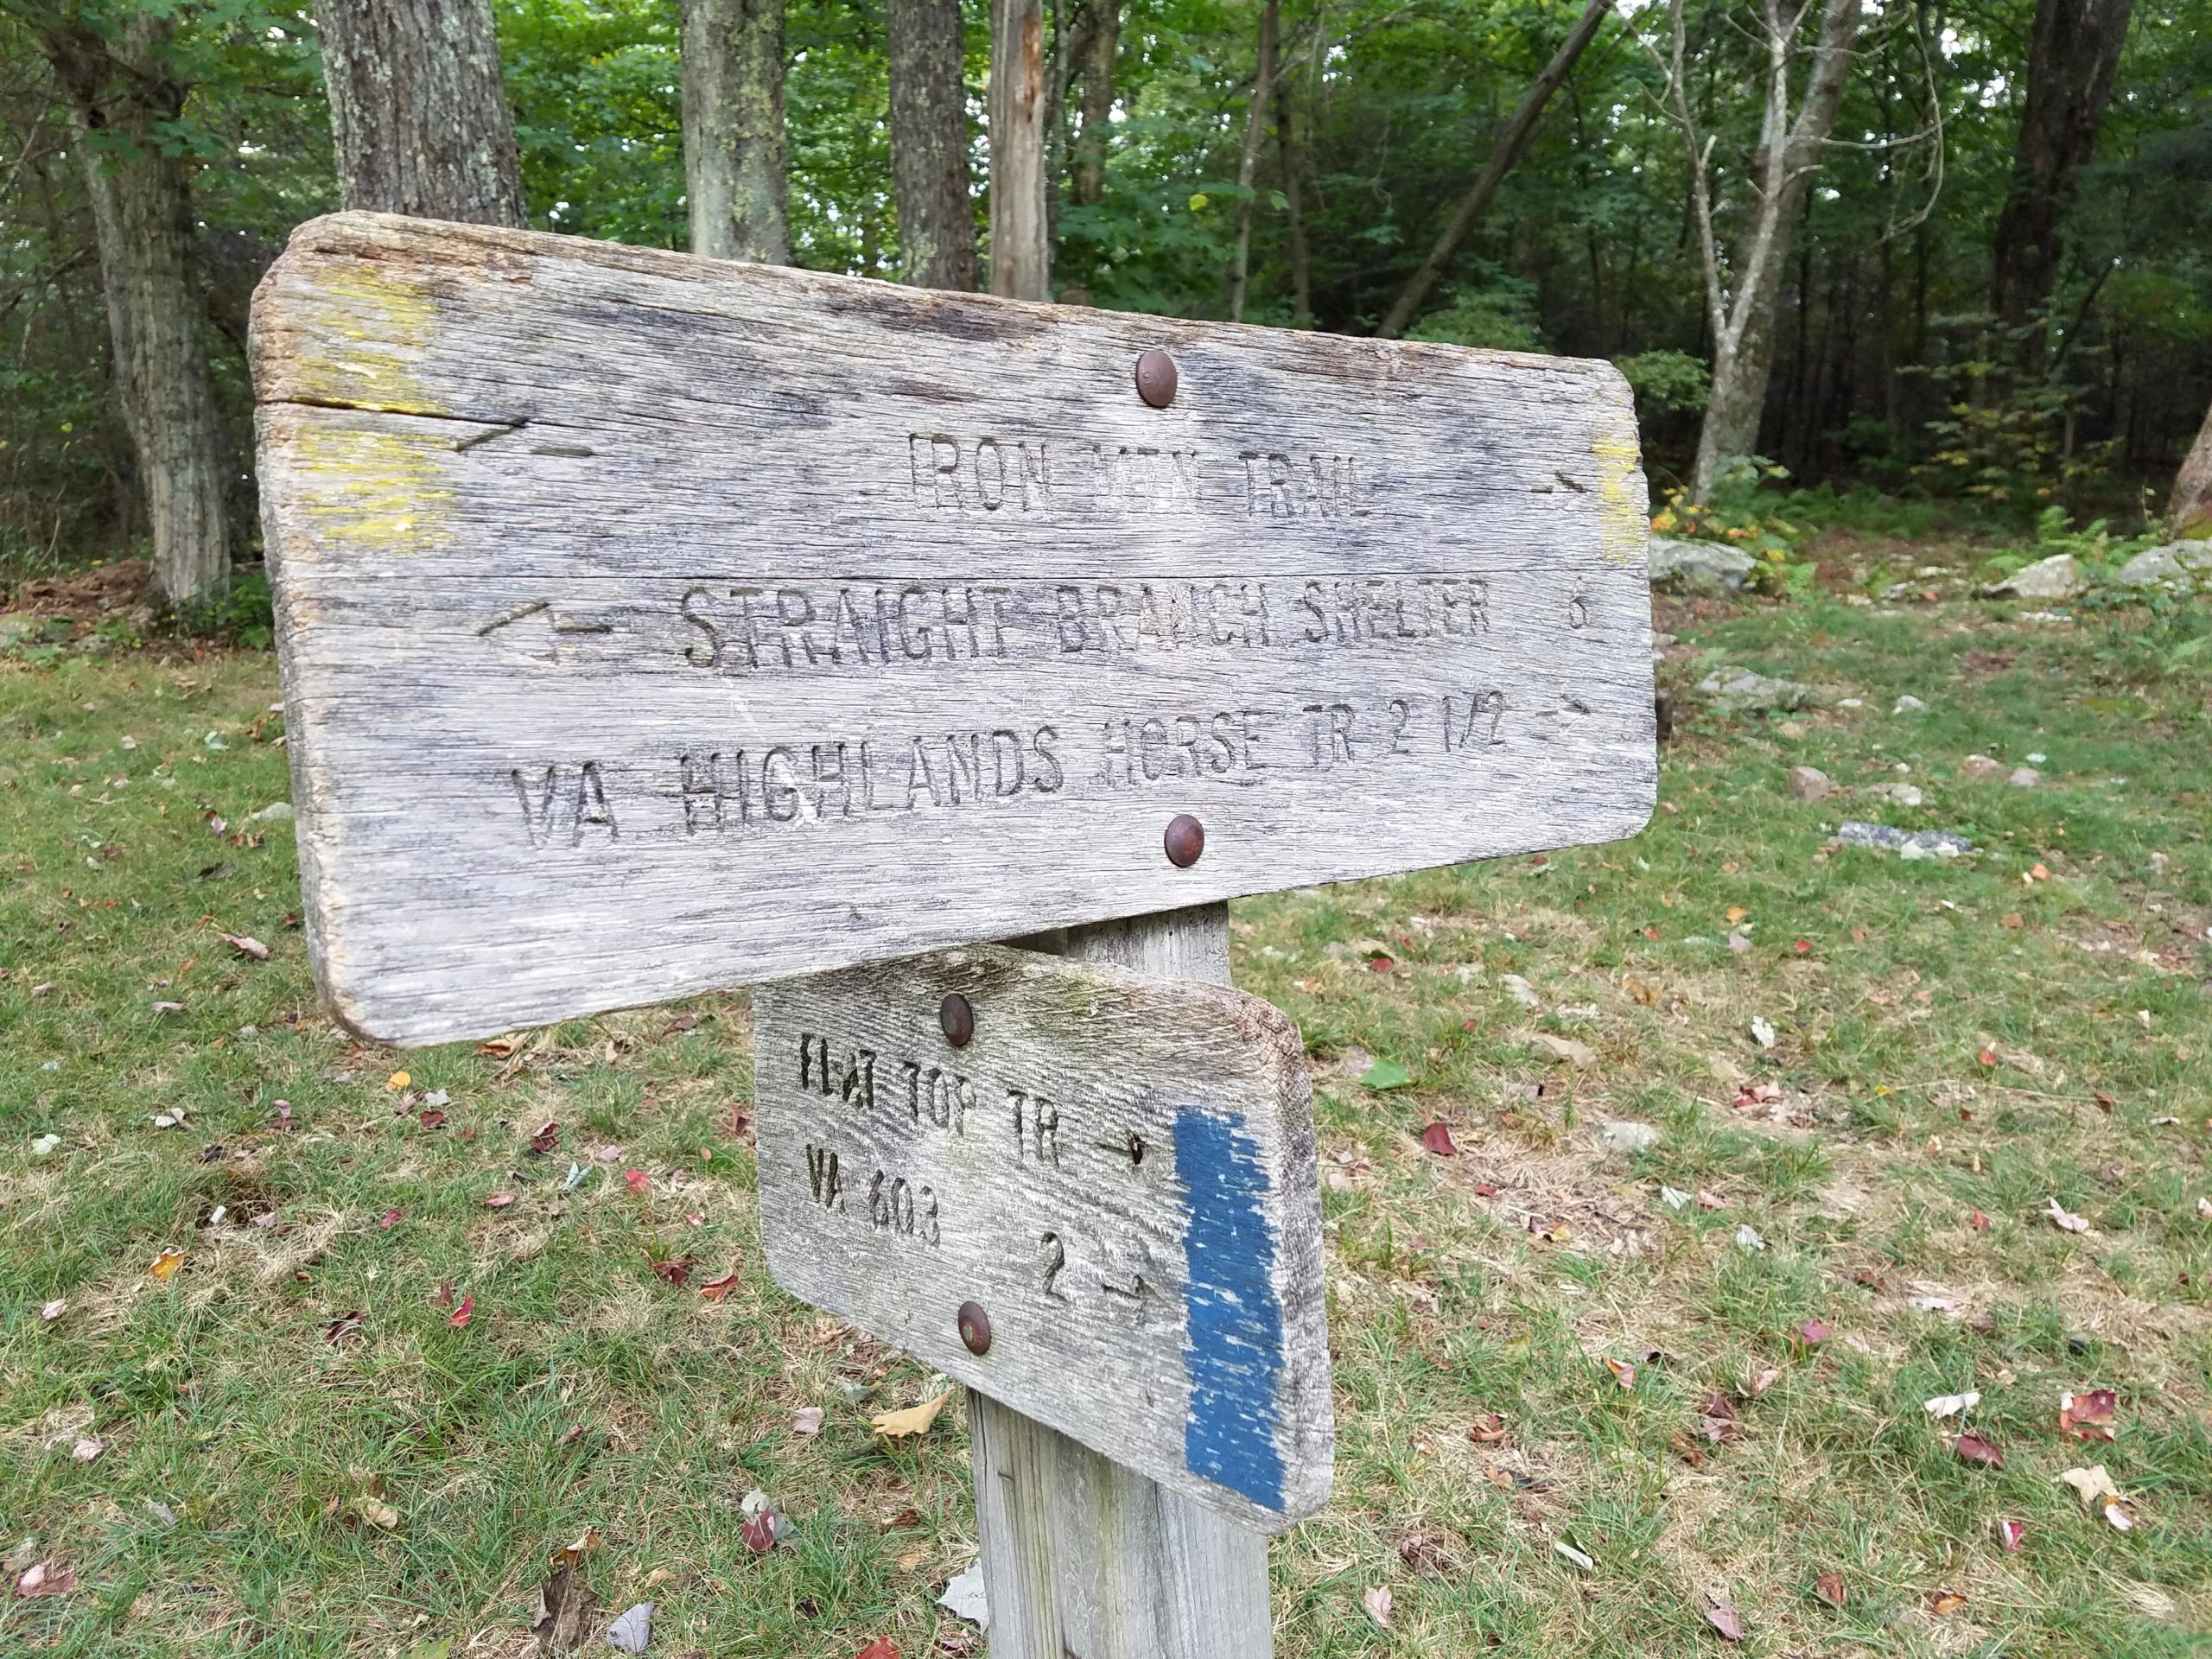 ← IRON MTN TRAIL →
← STRAIGHT BRANCH SHELTER 6
VA HIGHLANDS HORSE TR 2 1/2 →
FLAT TOP TR →
VA 603 2 →